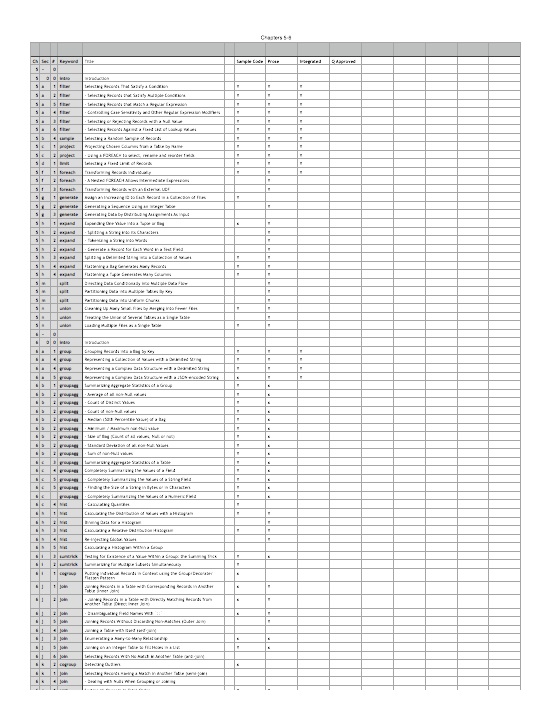 Chapters 5-6
Ch Sec # Keyword Title Sample Code Prose Integrated Q Approved
5 - 0
5 0 0 intro Introduction
5 a 1 filter Selecting Records That Satisfy a Condition Y Y Y
5 a 2 filter - Selecting Records that Satisfy Multiple Conditions Y Y Y
5 a 5 filter - Selecting Records that Match a Regular Expression Y Y Y
5 a 4 filter - Controlling Case Sensitivity and Other Regular Expression Modifiers Y Y Y
5 a 3 filter - Selecting or Rejecting Records with a Null Value Y Y Y
5 a 6 filter - Selecting Records Against a Fixed List of Lookup Values Y Y Y
5 b 4 sample Selecting a Random Sample of Records Y Y Y
5 c 1 project Projecting Chosen Columns from a Table by Name Y Y Y
5 c 2 project - Using a FOREACH to select, rename and reorder fields Y Y Y
5 d 1 limit Selecting a Fixed Limit of Records Y Y Y
5 f 1 foreach Transforming Records Individually Y Y Y
5 f 2 foreach - A Nested FOREACH Allows Intermediate Expressions Y Y
5 f 3 foreach Transforming Records with an External UDF Y Y
5 g 1 generate Assign an Increasing ID to Each Record in a Collection of Files Y
5 g 2 generate Generating a Sequence Using an Integer Table Y
5 g 3 generate Generating Data by Distributing Assignments As Input
5 h 1 expand Expanding One Value Into a Tuple or Bag x Y
5 h 2 expand - Splitting a String into its Characters Y
5 h 2 expand - Tokenizing a String into Words Y
5 h 2 expand - Generate a Record for Each Word in a Text Field Y
5 h 3 expand Splitting a Delimited String into a Collection of Values Y Y
5 h 4 expand Flattening a Bag Generates Many Records Y Y
5 h 4 expand Flattening a Tuple Generates Many Columns Y Y
5 m split Directing Data Conditionally into Multiple Data Flow Y
5 m split Partitioning Data into Multiple Tables By Key Y
5 m split Partitioning Data into Uniform Chunks Y
5 n union Cleaning Up Many Small Files by Merging into Fewer Files Y Y
5 n union Treating the Union of Several Tables as a Single Table
5 n union Loading Multiple Files as a Single Table Y Y
6 - 0
6 0 0 intro Introduction
6 a 1 group Grouping Records into a Bag by Key Y Y Y
6 a 4 group Representing a Collection of Values with a Delimited String Y Y Y
6 a 4 group Representing a Complex Data Structure with a Delimited String Y Y Y
6 a 5 group Representing a Complex Data Structure with a JSON-encoded String x Y Y
6 b 1 groupagg Summarizing Aggregate Statistics of a Group Y x
6 b 2 groupagg - Average of all non-Null values Y x
6 b 2 groupagg - Count of Distinct Values Y x
6 b 2 groupagg - Count of non-Null values Y x
6 b 2 groupagg - Median (50th Percentile Value) of a Bag Y x
6 b 2 groupagg - Minimum / Maximum non-Null value Y x
6 b 2 groupagg - Size of Bag (Count of all values, Null or not) Y x
6 b 2 groupagg - Standard Deviation of all non-Null Values Y x
6 b 2 groupagg - Sum of non-Null values Y x
6 c 3 groupagg Summarizing Aggregate Statistics of a Table Y x
6 c 4 groupagg Completely Summarizing the Values of a Field Y x
6 c 5 groupagg - Completely Summarizing the Values of a String Field Y x
6 c 5 groupagg - Finding the Size of a String in Bytes or in Characters Y x
6 c groupagg - Completely Summarizing the Values of a Numeric Field Y x
6 c 4 hist - Calculating Quantiles Y
6 h 1 hist Calculating the Distribution of Values with a Histogram Y Y
6 h 2 hist Binning Data for a Histogram Y
6 h 3 hist Calculating a Relative Distribution Histogram Y Y
6 h 4 hist Re-injecting Global Values Y
6 h 5 hist Calculating a Histogram Within a Group
6 i 3 sumtrick Testing for Existence of a Value Within a Group: the Summing Trick Y x
6 i 2 sumtrick Summarizing for Multiple Subsets Simultaneously Y
6 i 1 cogroup Putting Individual Records in Context using the Group/Decorate/
Flatten Pattern x
6 j 1 join Joining Records in a Table with Corresponding Records in Another
Table (Inner Join) x Y
6 j 2 join - Joining Records in a Table with Directly Matching Records from
Another Table (Direct Inner Join) Y Y
6 j 3 join - Disambiguating Field Names With :: x Y
6 j 5 join Joining Records Without Discarding Non-Matches (Outer Join) Y Y
6 j 4 join Joining a Table with Itself (self-join)
6 j 3 join Enumerating a Many-to-Many Relationship x x
6 j 5 join Joining on an Integer Table to Fill Holes in a List Y x
6 j 6 join Selecting Records With No Match in Another Table (anti-join)
6 k 2 cogroup Detecting Outliers x
6 k 1 join Selecting Records Having a Match in Another Table (semi-join)
6 k 4 join - Dealing with Nulls When Grouping or Joining